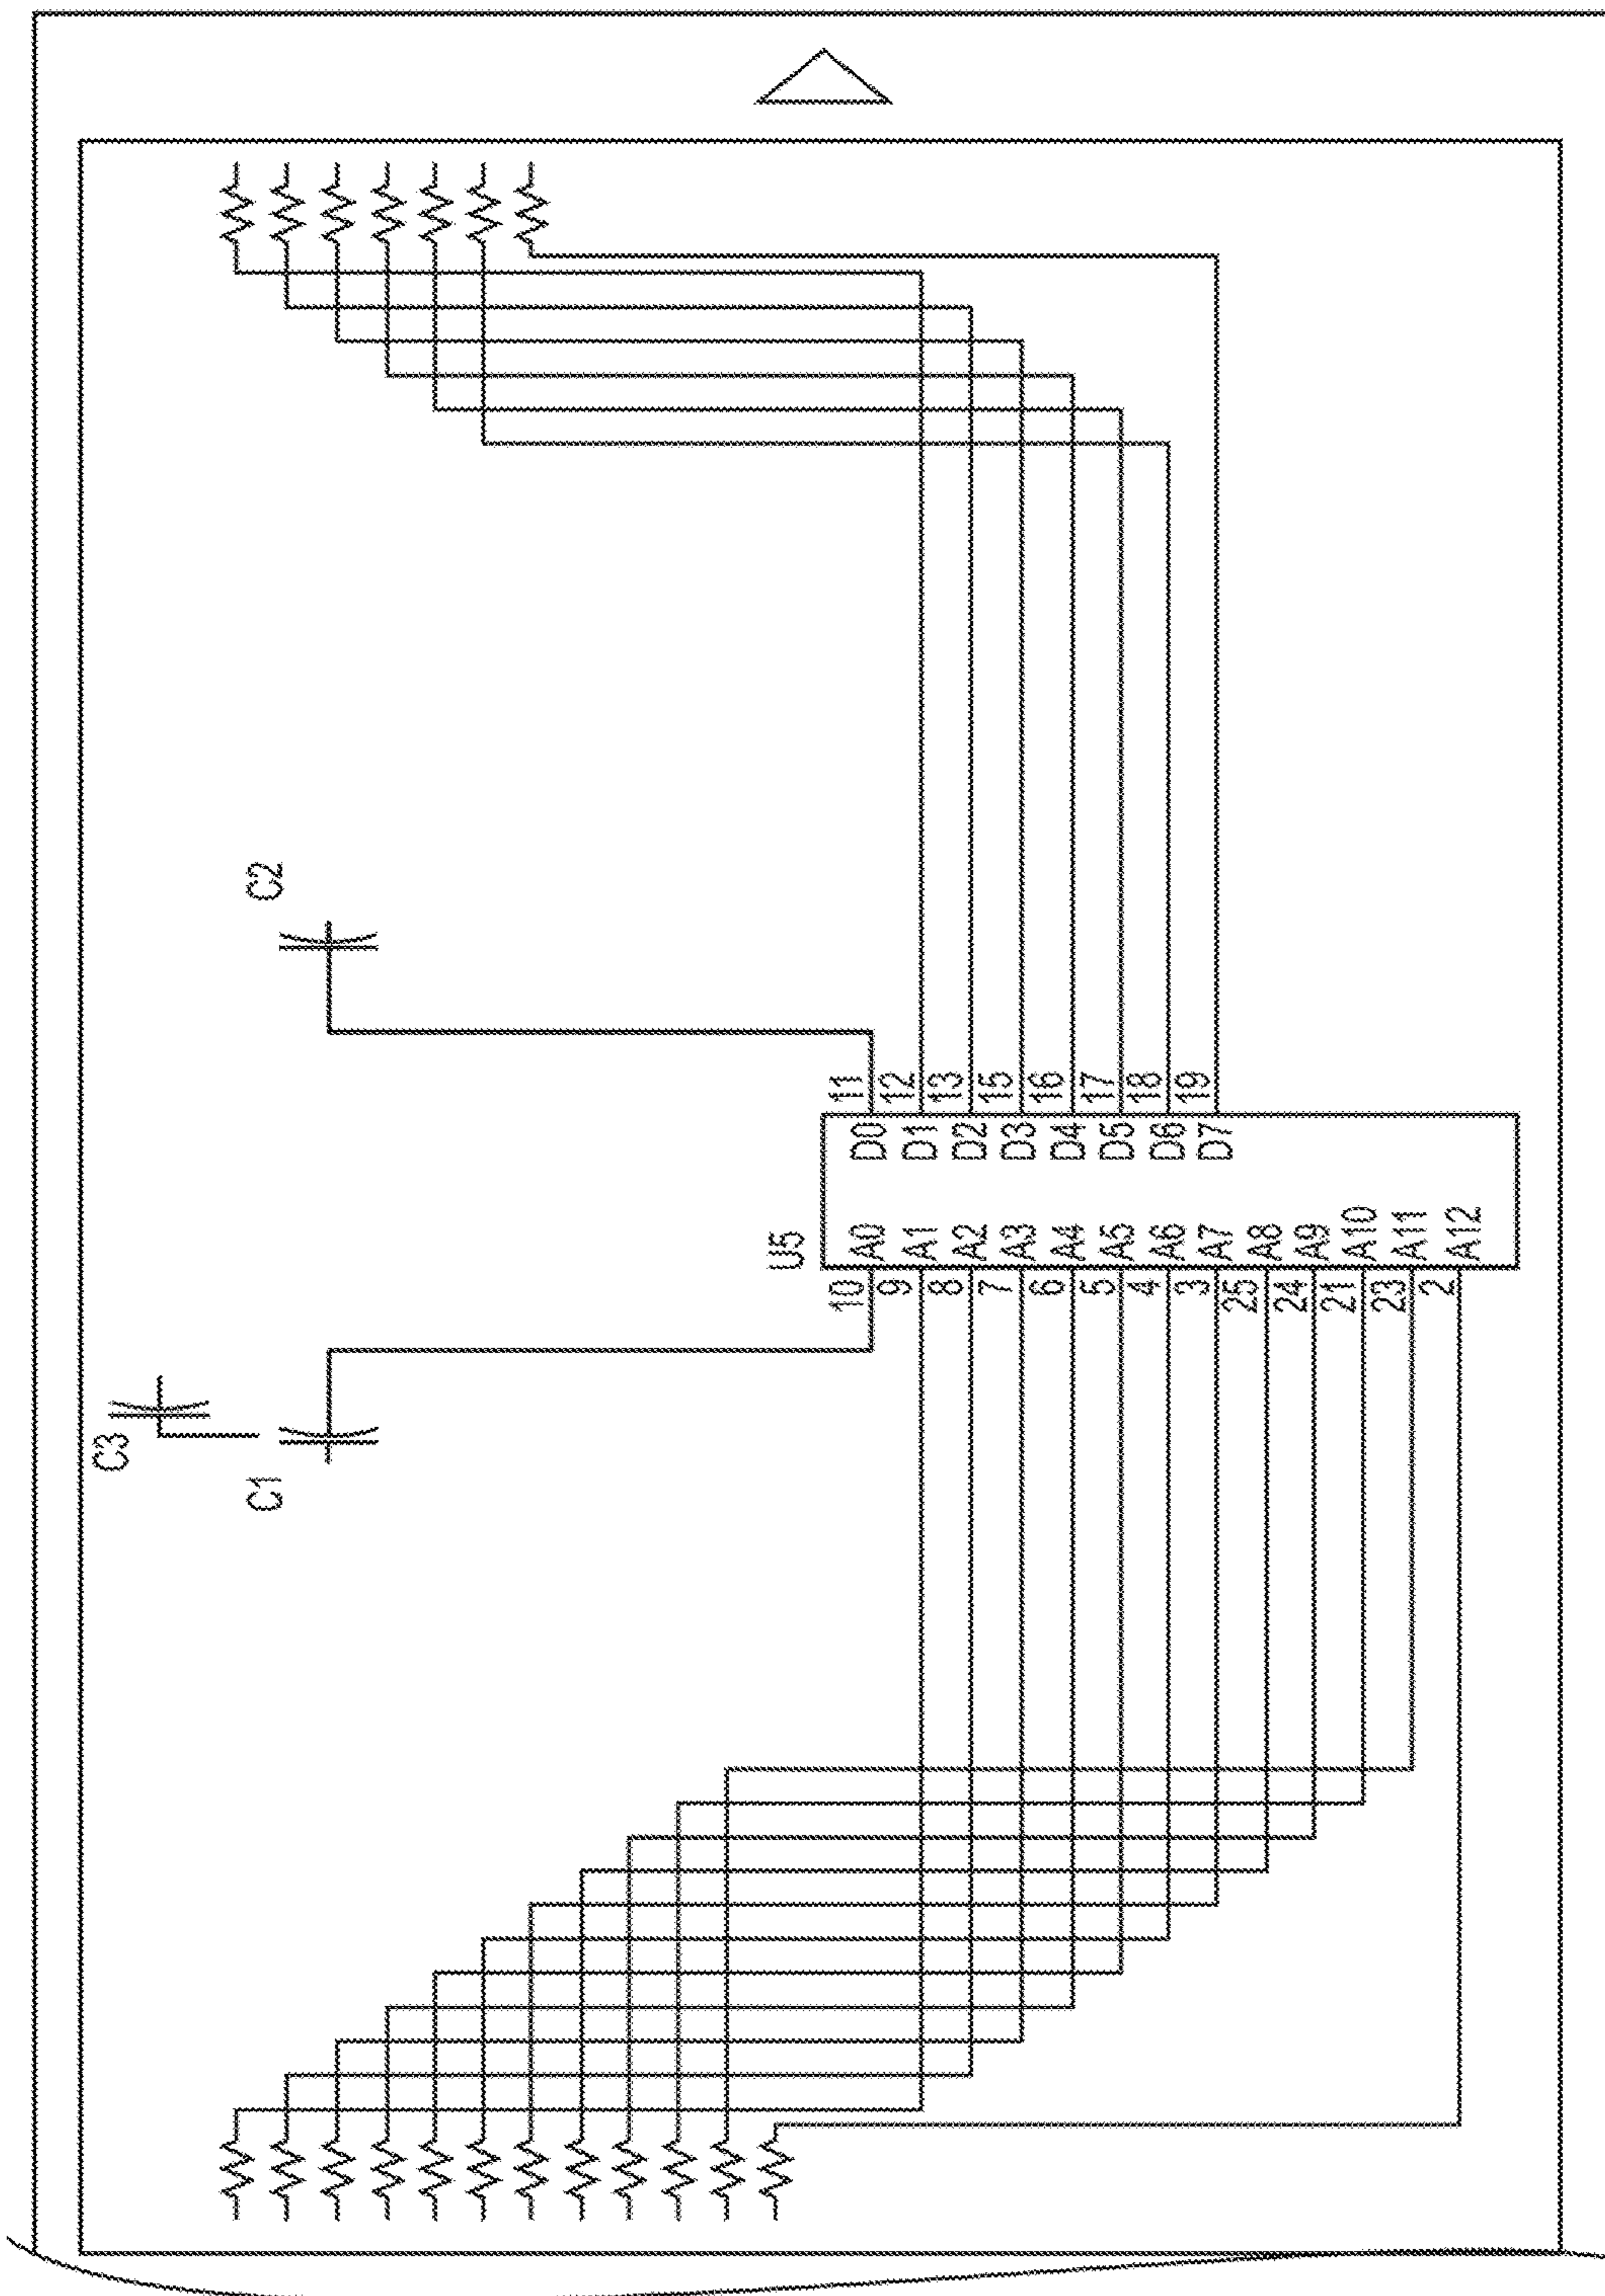 C3
C1
C2
U5
10 A0 D0 11
9 A1 D1 12
8 A2 D2 13
7 A3 D3 15
6 A4 D4 16
5 A5 D5 17
4 A6 D6 18
3 A7 D7 19
25 A8
24 A9
21 A10
23 A11
2 A12